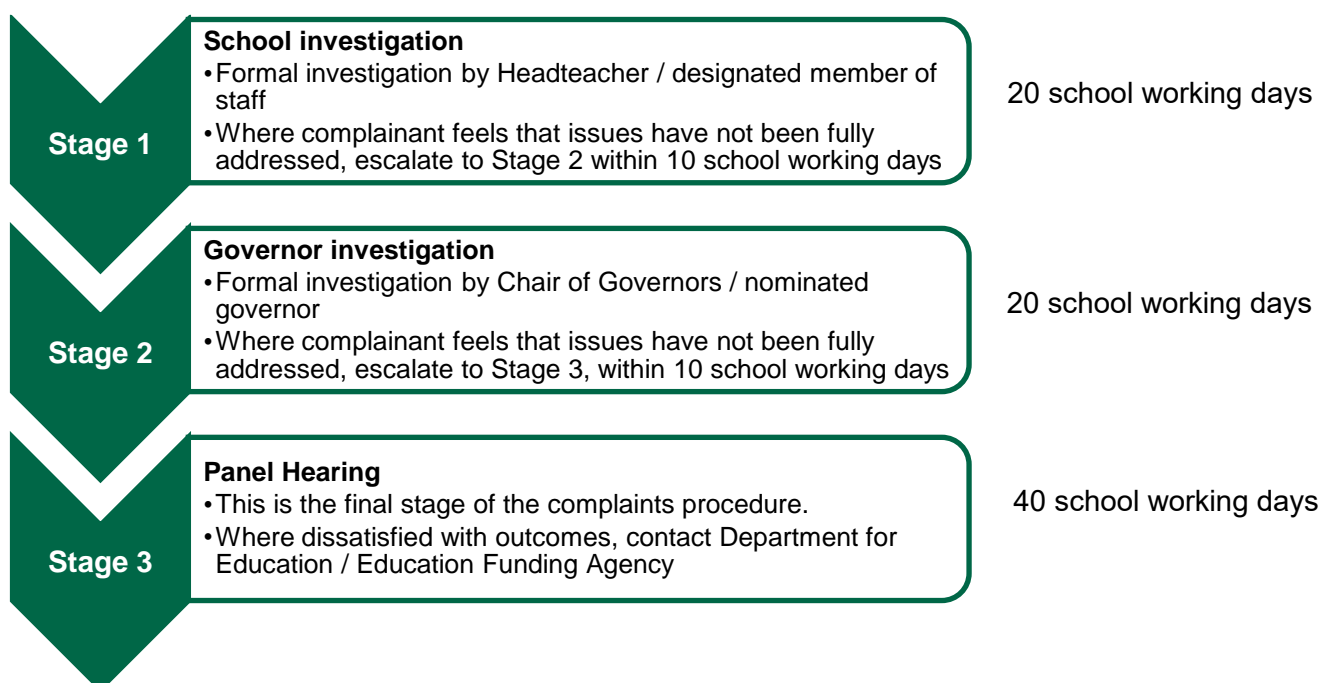 Stage 1
School investigation
•Formal investigation by Headteacher / designated member of
staff
•Where complainant feels that issues have not been fully
addressed, escalate to Stage 2 within 10 school working days
20 school working days
Stage 2
Governor investigation
•Formal investigation by Chair of Governors / nominated
governor
•Where complainant feels that issues have not been fully
addressed, escalate to Stage 3, within 10 school working days
20 school working days
Stage 3
Panel Hearing
•This is the final stage of the complaints procedure.
•Where dissatisfied with outcomes, contact Department for
Education / Education Funding Agency
40 school working days